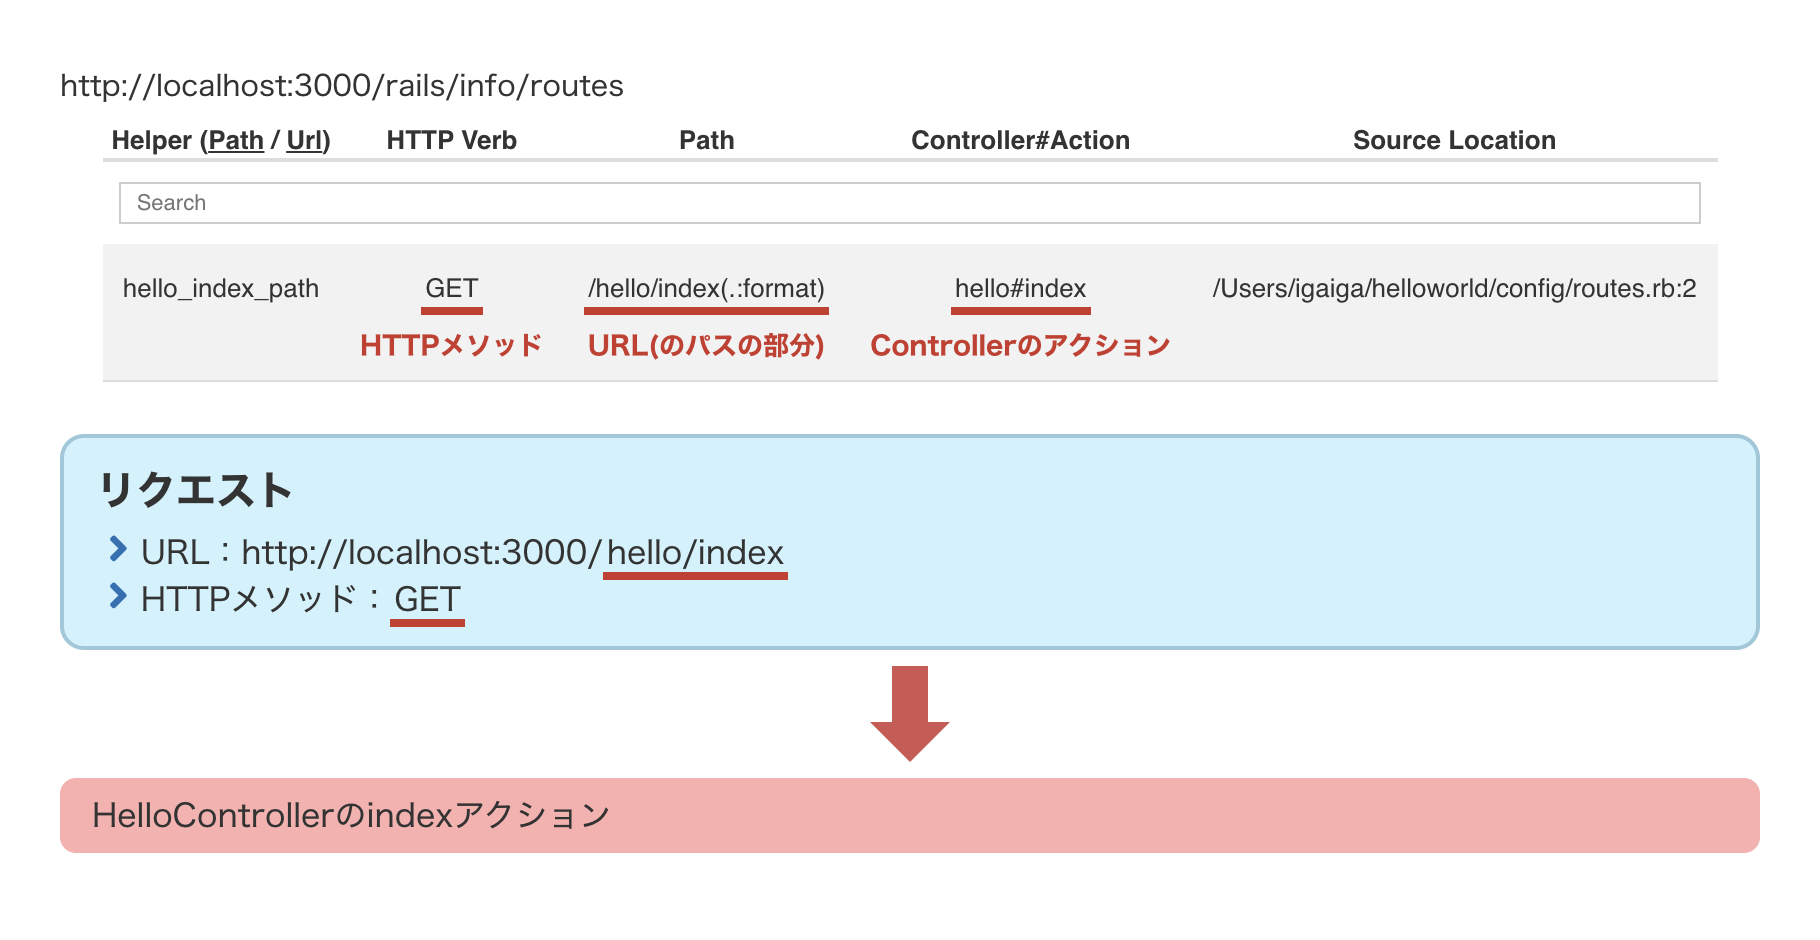 http://localhost:3000/rails/info/routes
Helper (Path / Url) HTTP Verb Path Controller#Action Source Location
Search
hello_index_path GET /hello/index(.:format) hello#index /Users/igaiga/helloworld/config/routes.rb:2
HTTPメソッド URL(のパスの部分) Controllerのアクション
リクエスト
URL：http://localhost:3000/hello/index
HTTPメソッド：GET
HelloControllerのindexアクション